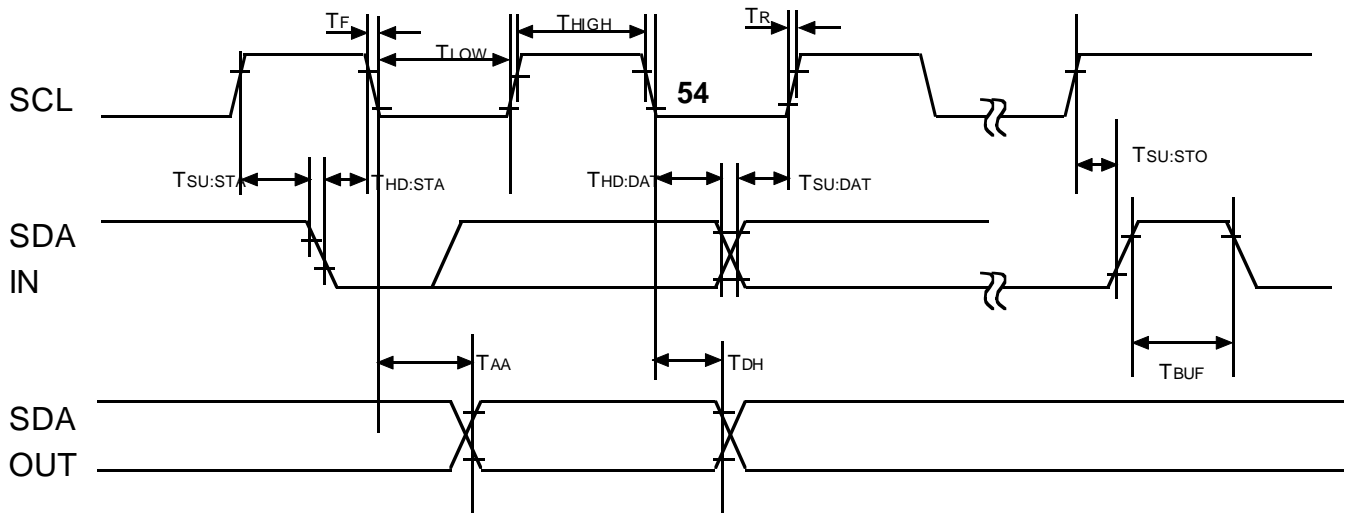 TF
THIGH
TR
TLOW
SCL
54
TSU:STA
THD:STA
THD:DAT
TSU:DAT
TSU:STO
SDA
IN
TAA
TDH
TBUF
SDA
OUT